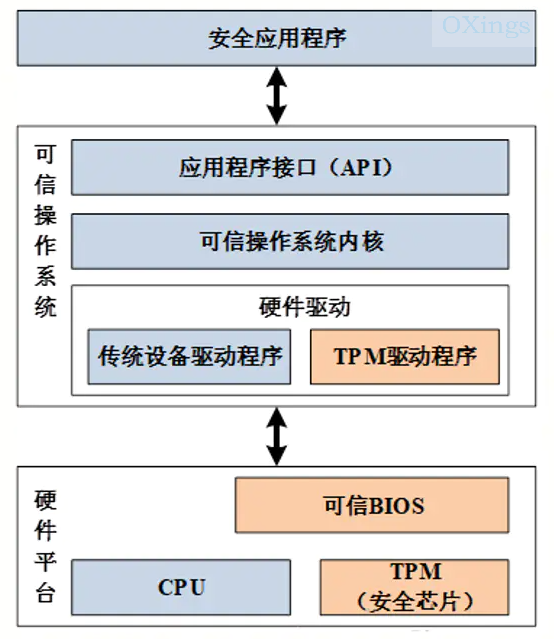 OXings
安全应用程序
可信操作系统
应用程序接口（API）
可信操作系统内核
硬件驱动
传统设备驱动程序
TPM驱动程序
硬件平台
可信BIOS
CPU
TPM
（安全芯片）